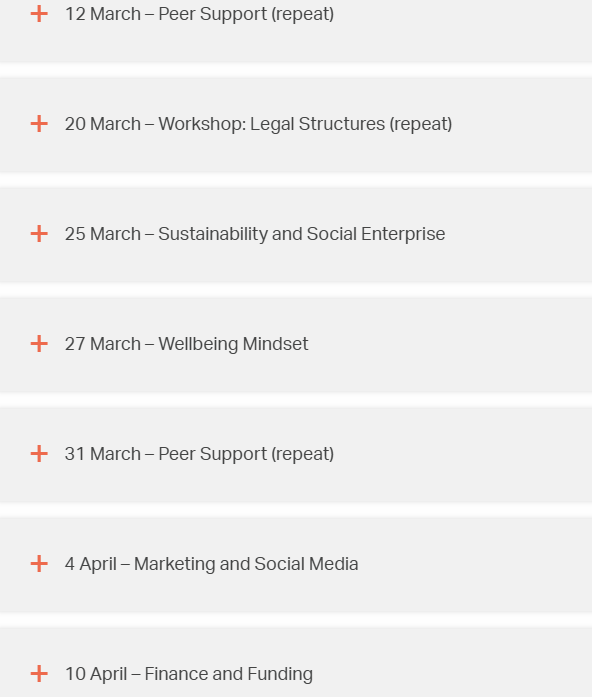 12 March – Peer Support (repeat)
20 March – Workshop: Legal Structures (repeat)
25 March – Sustainability and Social Enterprise
27 March – Wellbeing Mindset
31 March – Peer Support (repeat)
4 April – Marketing and Social Media
10 April – Finance and Funding